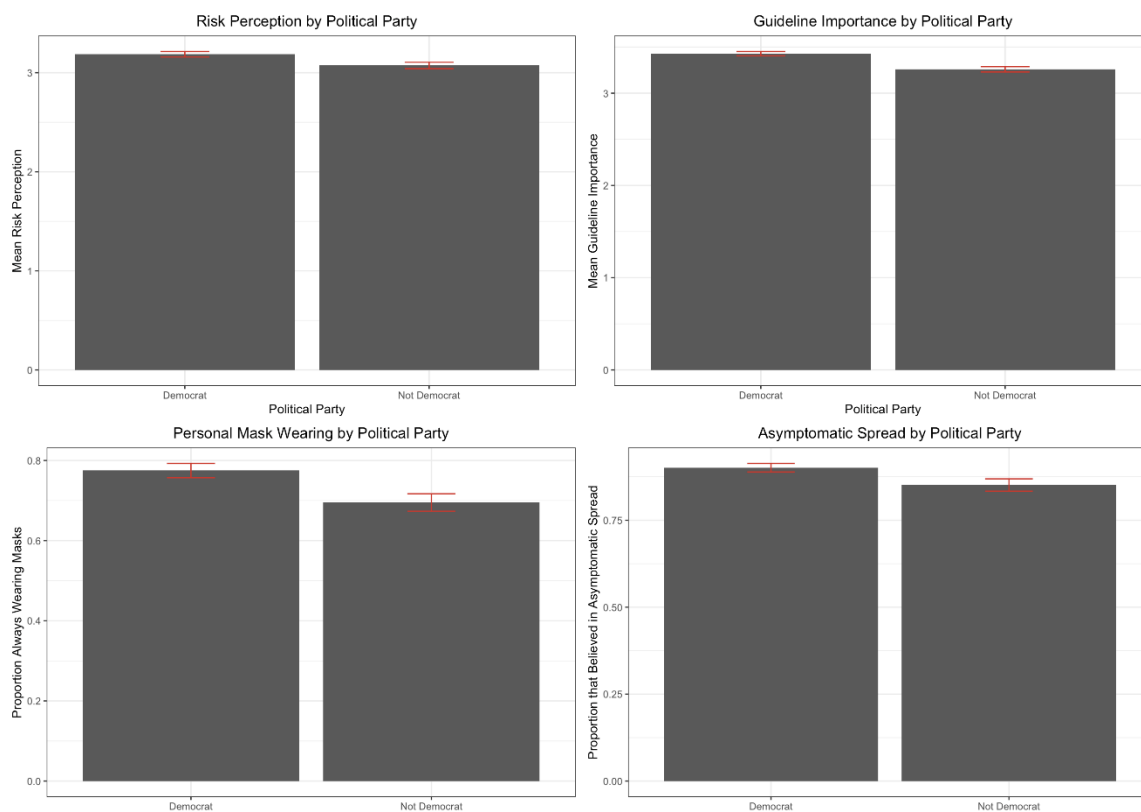 Risk Perception by Political Party
Mean Risk Perception
3
2
1
0
Democrat
Not Democrat
Political Party
Guideline Importance by Political Party
Mean Guideline Importance
3
2
1
0
Democrat
Not Democrat
Political Party
Personal Mask Wearing by Political Party
Proportion Always Wearing Masks
0.8
0.6
0.4
0.2
0.0
Democrat
Not Democrat
Asymptomatic Spread by Political Party
Proportion that Believed in Asymptomatic Spread
0.75
0.50
0.25
0.00
Democrat
Not Democrat